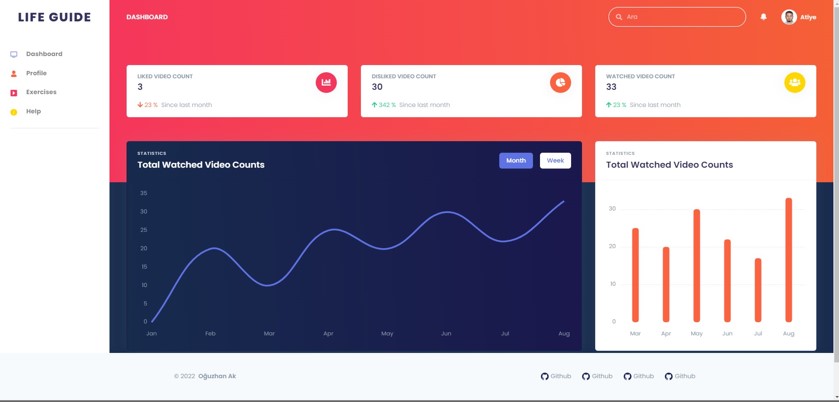 LIFE GUIDE
Dashboard
Profile
Exercises
Help
DASHBOARD
Ara
Atiye
LIKED VIDEO COUNT
3
23 % Since last month
DISLIKED VIDEO COUNT
30
342 % Since last month
WATCHED VIDEO COUNT
33
23 % Since last month
STATISTICS
Total Watched Video Counts
Month
Week
35
30
25
20
15
10
5
0
Jan Feb Mar Apr May Jun Jul Aug
STATISTICS
Total Watched Video Counts
30
20
10
0
Mar Apr May Jun Jul Aug
© 2022 Oğuzhan Ak
Github Github Github Github